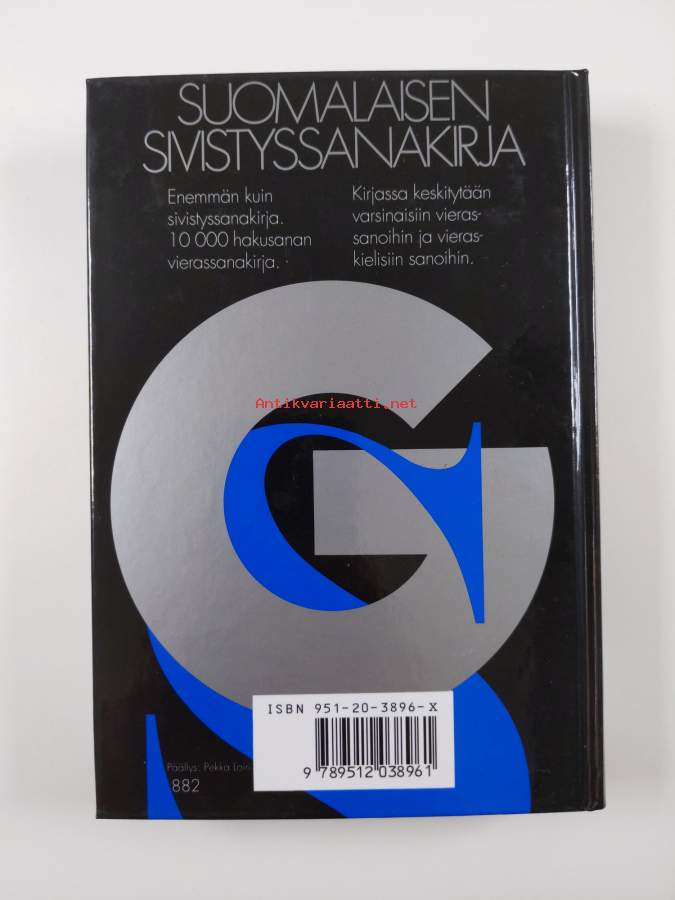 SUOMALAISEN
SIVISTYSSANAKIRJA
Enemmän kuin
sivistyssanakirja.
10 000 hakusanan
vierassanakirja.
Kirjassa keskitytään
varsinaisiin vieras-
sanoihin ja vieras-
kielisiin sanoihin.
Antikvariaatti.net
G
S
ISBN 951-20-3896-X
9 789512 038961
Päällys: Pekka Loiri
882